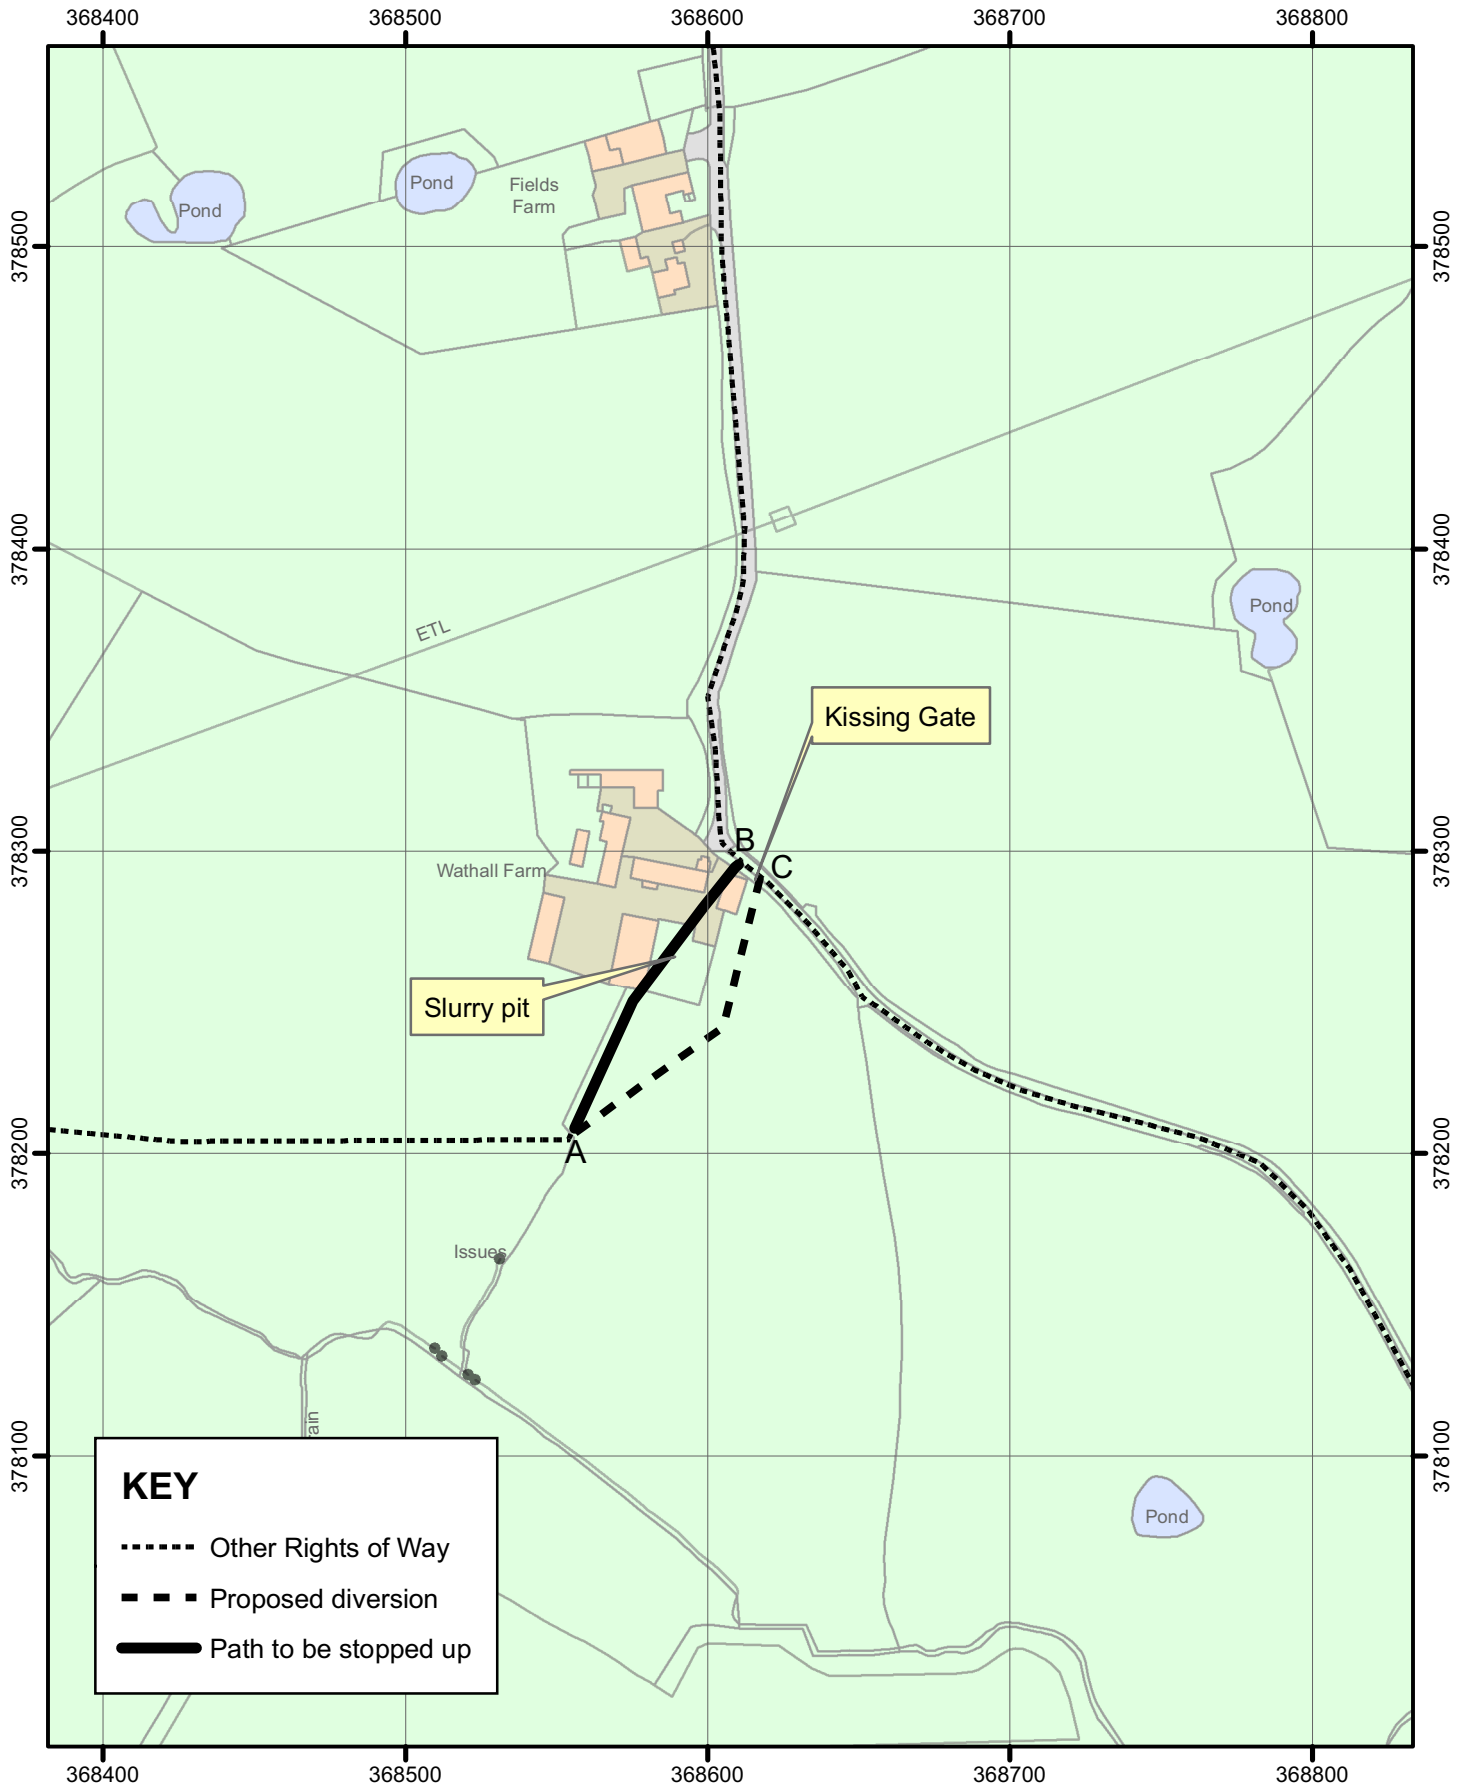 368400 368500 368600 368700 368800
Pond
Pond
Fields
Farm
378500
378500
378400
378400
Pond
ETL
Kissing Gate
378300
378300
B
C
Wathall Farm
Slurry pit
A
378200
378200
Issues
378100
378100
Pond
KEY
Other Rights of Way
Proposed diversion
Path to be stopped up
368400 368500 368600 368700 368800